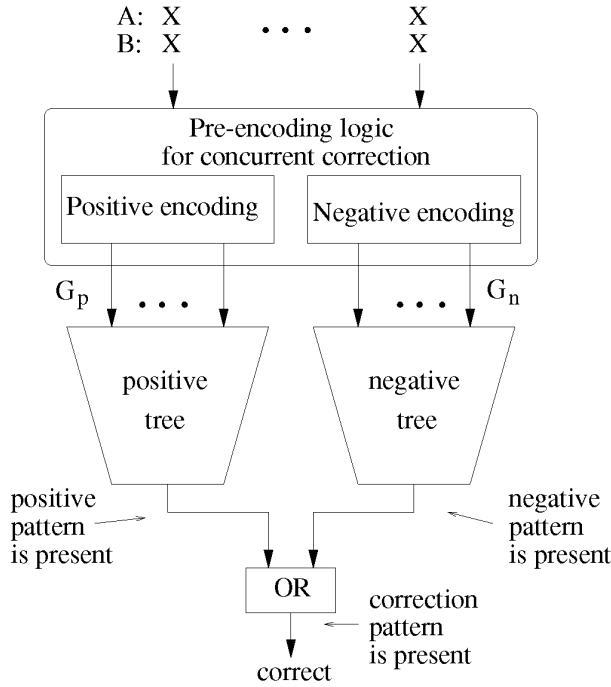 A: X • • • X
B: X X
Pre-encoding logic
for concurrent correction
Positive encoding
Negative encoding
Gp • • •
• • • Gn
positive
tree
negative
tree
positive
pattern
is present
negative
pattern
is present
OR
correction
pattern
is present
correct